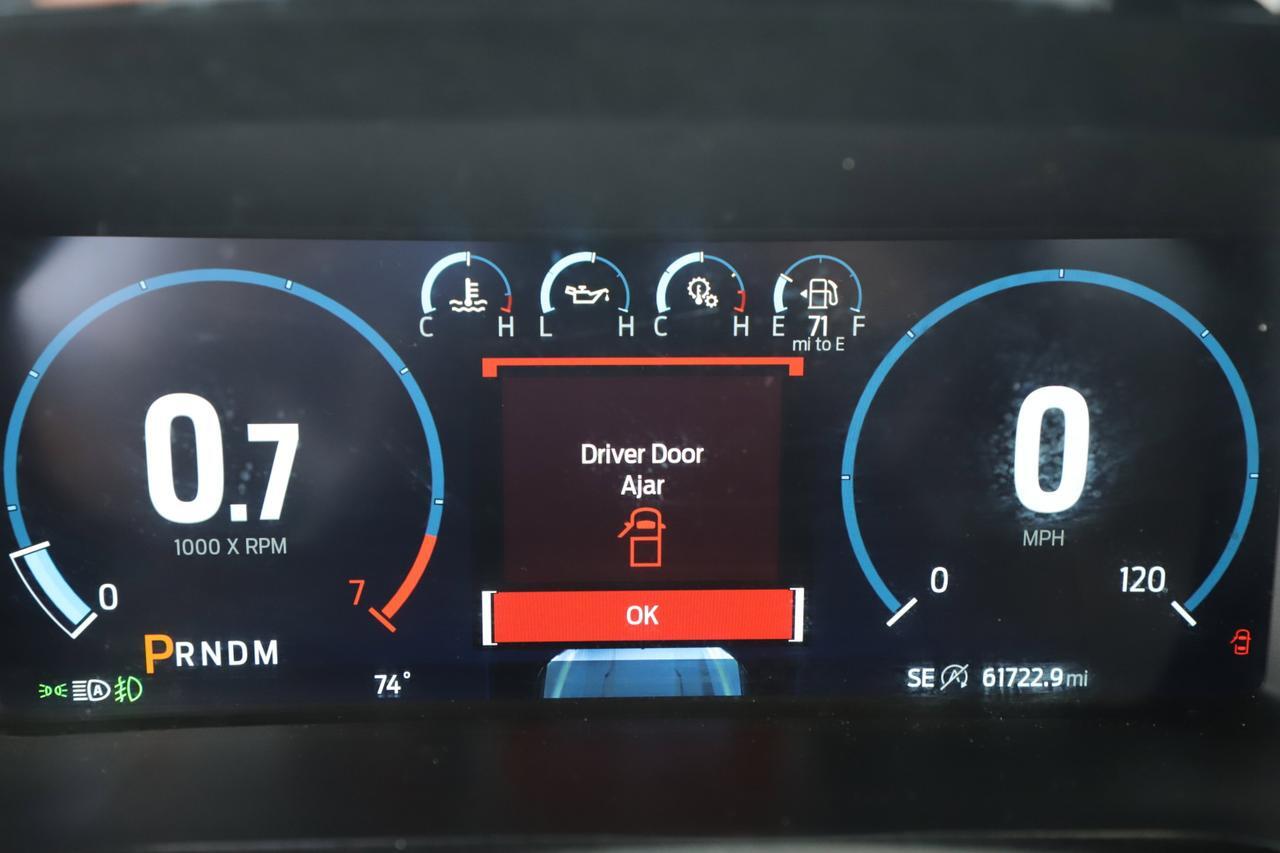 C H L H C H E F
71
mi to E
0.7
1000 X RPM
0 7
Driver Door
Ajar
OK
0
MPH
0 120
PRNDM
A
74°
SE A 61722.9 mi